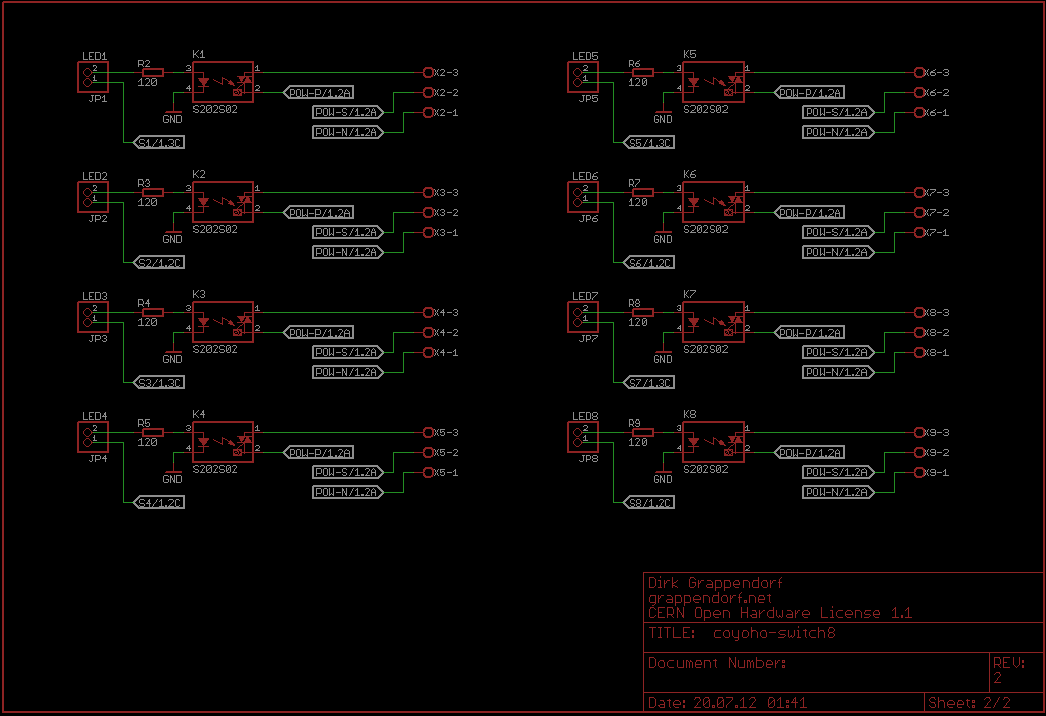 LED1
R2
K1
2
3
1
X2-3
1
120
4
2
POW-P/1.2A
X2-2
JP1
S202S02
POW-S/1.2A
X2-1
GND
POW-N/1.2A
S1/1.3C
LED5
R6
K5
2
3
1
X6-3
1
120
4
2
POW-P/1.2A
X6-2
JP5
S202S02
POW-S/1.2A
X6-1
GND
POW-N/1.2A
S5/1.3C
LED2
R3
K2
2
3
1
X3-3
1
120
4
2
POW-P/1.2A
X3-2
JP2
S202S02
POW-S/1.2A
X3-1
GND
POW-N/1.2A
S2/1.2C
LED6
R7
K6
2
3
1
X7-3
1
120
4
2
POW-P/1.2A
X7-2
JP6
S202S02
POW-S/1.2A
X7-1
GND
POW-N/1.2A
S6/1.2C
LED3
R4
K3
2
3
1
X4-3
1
120
4
2
POW-P/1.2A
X4-2
JP3
S202S02
POW-S/1.2A
X4-1
GND
POW-N/1.2A
S3/1.3C
LED7
R8
K7
2
3
1
X8-3
1
120
4
2
POW-P/1.2A
X8-2
JP7
S202S02
POW-S/1.2A
X8-1
GND
POW-N/1.2A
S7/1.3C
LED4
R5
K4
2
3
1
X5-3
1
120
4
2
POW-P/1.2A
X5-2
JP4
S202S02
POW-S/1.2A
X5-1
GND
POW-N/1.2A
S4/1.2C
LED8
R9
K8
2
3
1
X9-3
1
120
4
2
POW-P/1.2A
X9-2
JP8
S202S02
POW-S/1.2A
X9-1
GND
POW-N/1.2A
S8/1.2C
Dirk Grappendorf
grappendorf.net
CERN Open Hardware License 1.1
TITLE: coyoho-switch8
Document Number:
REV:
2
Date: 20.07.12 01:41
Sheet: 2/2